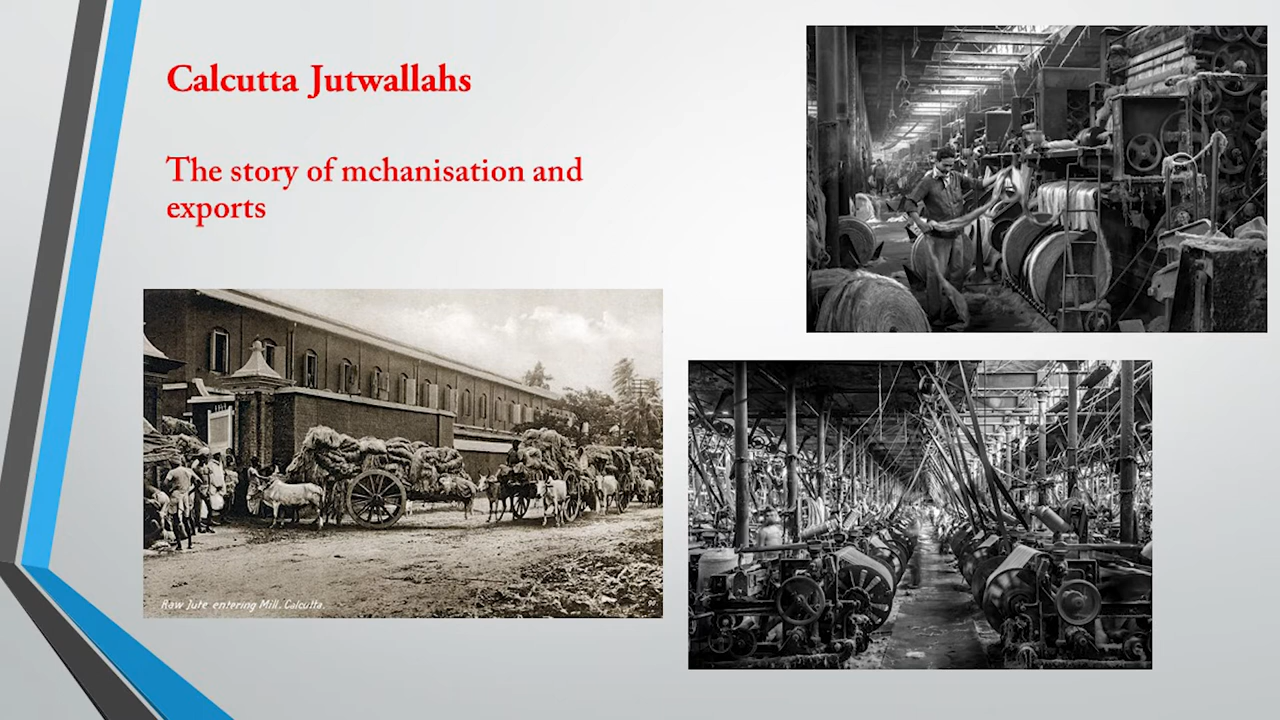 Calcutta Jutwallahs
The story of mchanisation and
exports
Raw Jute entering Mill. Calcutta.